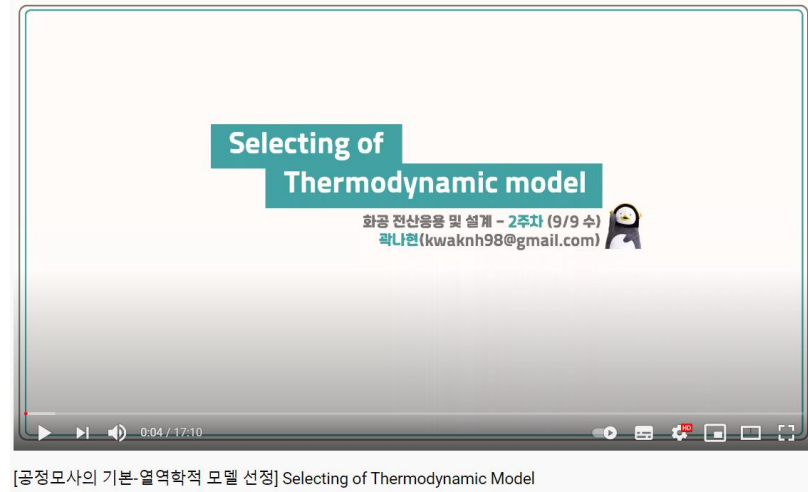 Selecting of
Thermodynamic model
화공 전산응용 및 설계 - 2주차 (9/9 수)
곽나현(kwaknh98@gmail.com)
0:04 / 17:10
HD
[공정모사의 기본-열역학적 모델 선정] Selecting of Thermodynamic Model